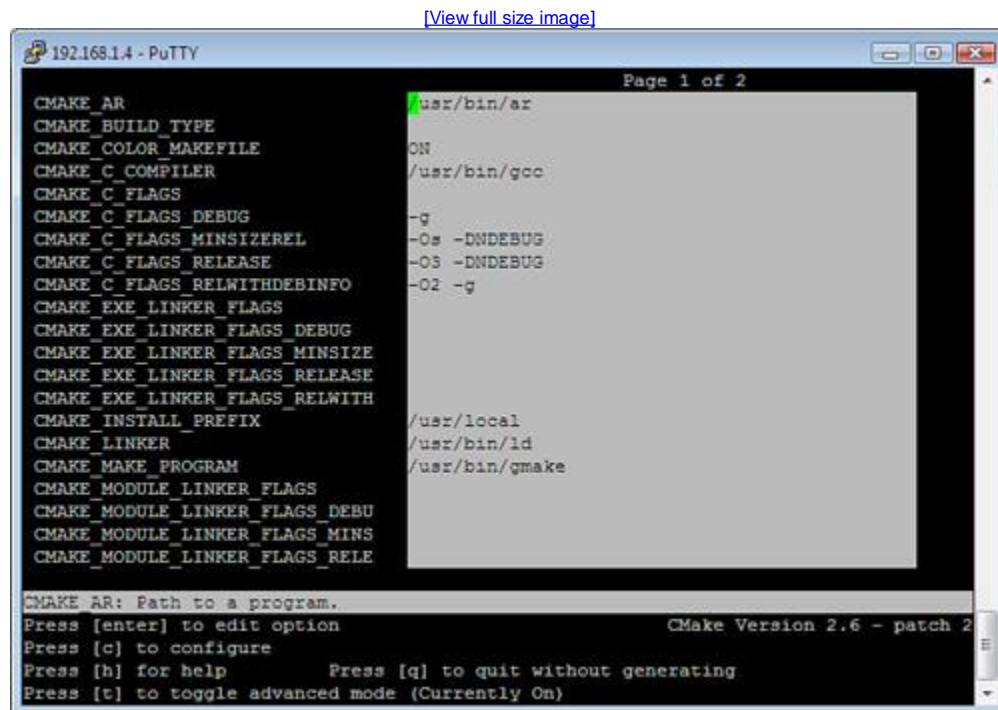 [View full size image]
192.168.1.4 - PuTTY
Page 1 of 2
CMAKE_AR /usr/bin/ar
CMAKE_BUILD_TYPE
CMAKE_COLOR_MAKEFILE ON
CMAKE_C_COMPILER /usr/bin/gcc
CMAKE_C_FLAGS
CMAKE_C_FLAGS_DEBUG -g
CMAKE_C_FLAGS_MINSIZEREL -Os -DNDEBUG
CMAKE_C_FLAGS_RELEASE -O3 -DNDEBUG
CMAKE_C_FLAGS_RELWITHDEBINFO -O2 -g
CMAKE_EXE_LINKER_FLAGS
CMAKE_EXE_LINKER_FLAGS_DEBUG
CMAKE_EXE_LINKER_FLAGS_MINSIZE
CMAKE_EXE_LINKER_FLAGS_RELEASE
CMAKE_EXE_LINKER_FLAGS_RELWITH
CMAKE_INSTALL_PREFIX /usr/local
CMAKE_LINKER /usr/bin/ld
CMAKE_MAKE_PROGRAM /usr/bin/gmake
CMAKE_MODULE_LINKER_FLAGS
CMAKE_MODULE_LINKER_FLAGS_DEBU
CMAKE_MODULE_LINKER_FLAGS_MINS
CMAKE_MODULE_LINKER_FLAGS_RELE
CMAKE_AR: Path to a program.
Press [enter] to edit option CMake Version 2.6 - patch 2
Press [c] to configure
Press [h] for help Press [q] to quit without generating
Press [t] to toggle advanced mode (Currently On)